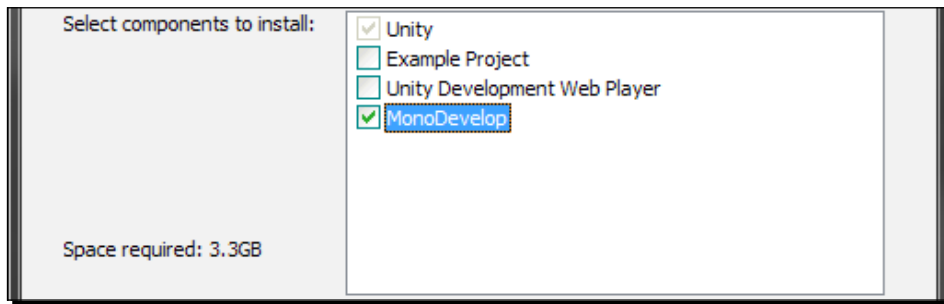 Select components to install:
Unity
Example Project
Unity Development Web Player
MonoDevelop
Space required: 3.3GB